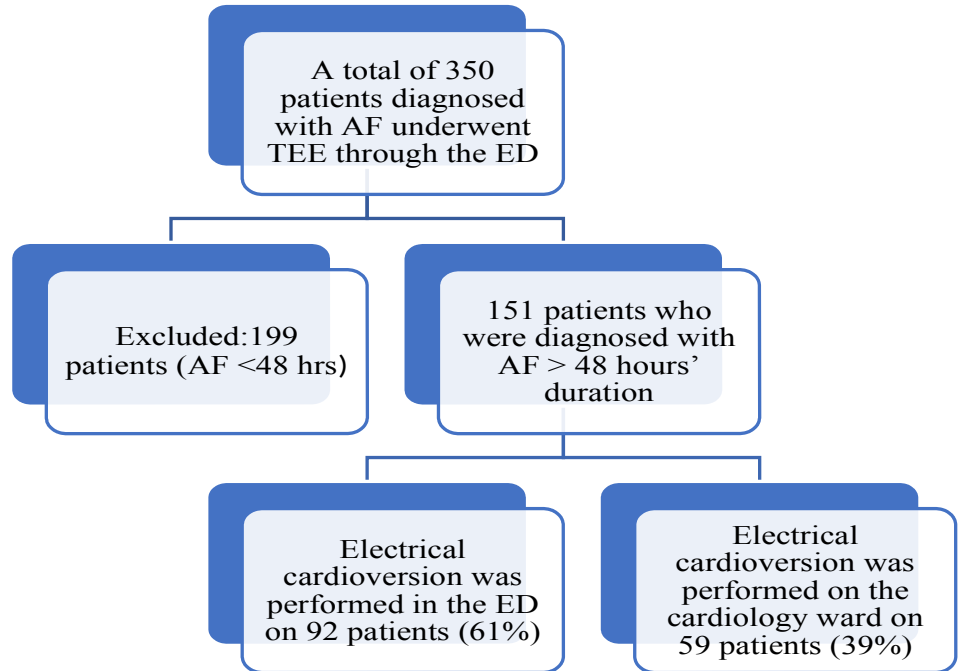 A total of 350
patients diagnosed
with AF underwent
TEE through the ED
Excluded:199
patients (AF <48 hrs)
151 patients who
were diagnosed with
AF > 48 hours’
duration
Electrical
cardioversion was
performed in the ED
on 92 patients (61%)
Electrical
cardioversion was
performed on the
cardiology ward on
59 patients (39%)